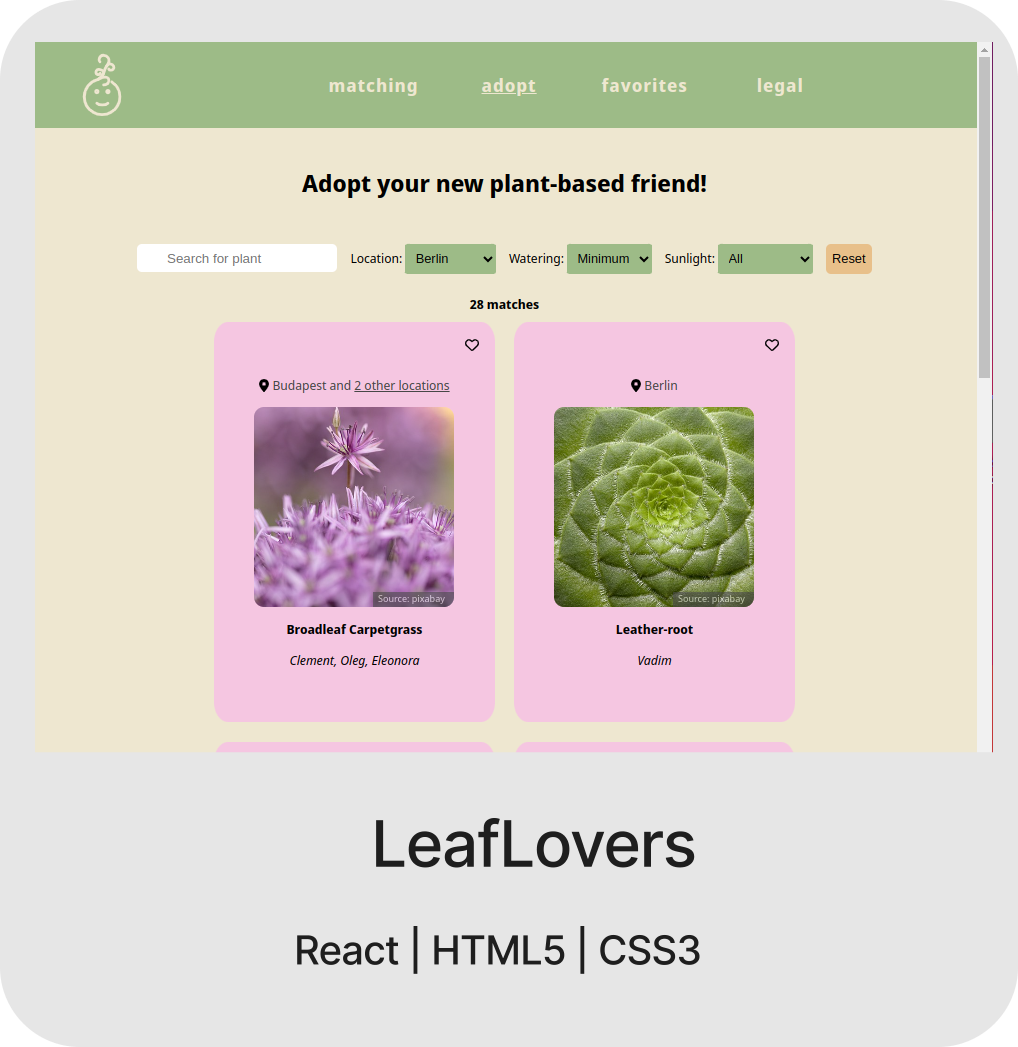 matching adopt favorites legal
Adopt your new plant-based friend!
Search for plant Location: Berlin Watering: Minimum Sunlight: All Reset
28 matches
Budapest and 2 other locations
Source: pixabay
Broadleaf Carpetgrass
Clement, Oleg, Eleonora
Berlin
Source: pixabay
Leather-root
Vadim
LeafLovers
React | HTML5 | CSS3